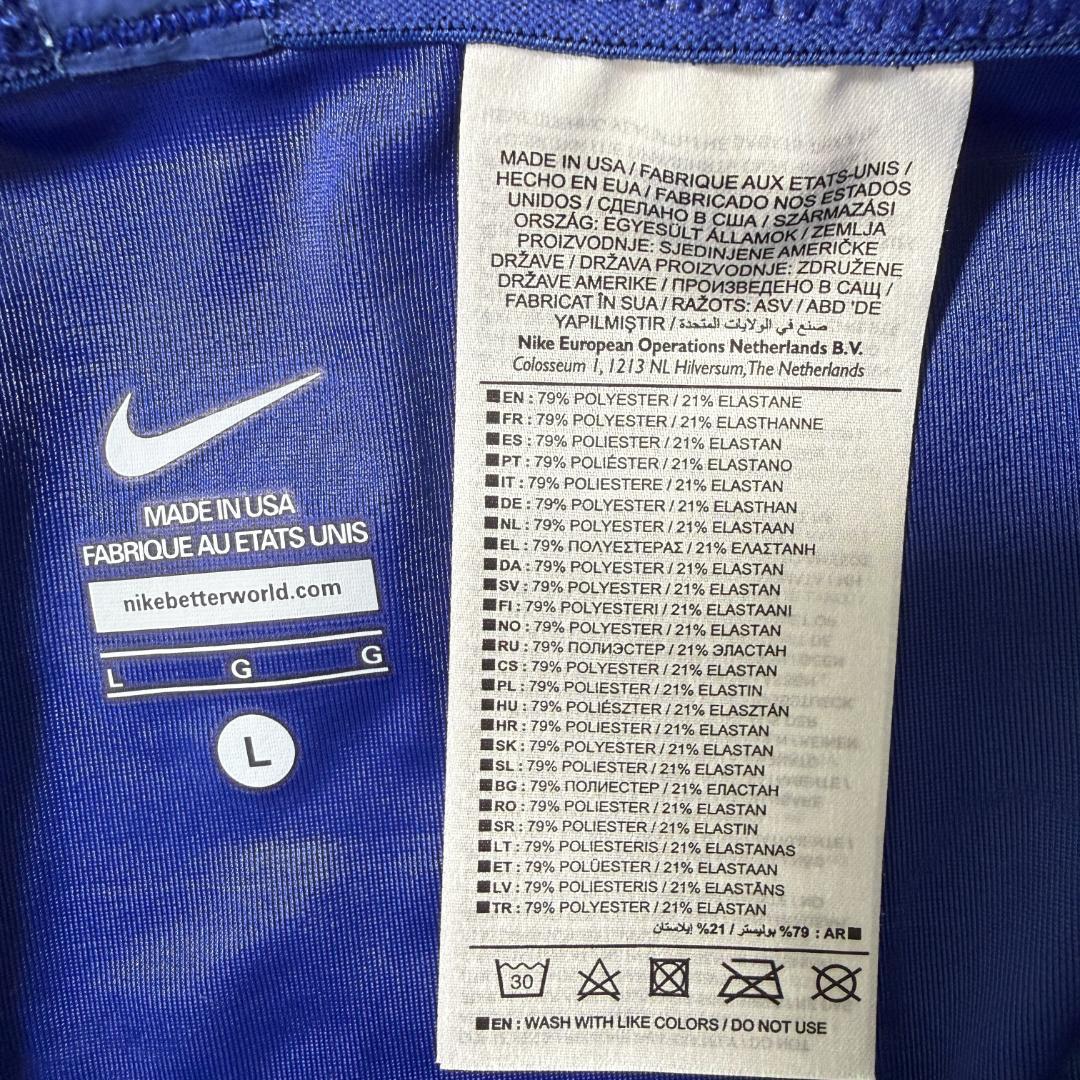 MADE IN USA
FABRIQUE AU ETATS UNIS
nikebetterworld.com
L G G
L
MADE IN USA / FABRIQUE AUX ETATS-UNIS /
HECHO EN EUA / FABRICADO NOS ESTADOS
UNIDOS / СДЕЛАНО В США / SZÁRMAZÁSI
ORSZÁG: EGYESÜLT ÁLLAMOK / ZEMLJA
PROIZVODNJE: SJEDINJENE AMERIČKE
DRŽAVE / DRŽAVA PROIZVODNJE: ZDRUŽENE
DRŽAVE AMERIKE / ПРОИЗВЕДЕНО В САЩ /
FABRICAT ÎN SUA / RAŽOTS: ASV / ABD 'DE
YAPILMIŞTIR / صنع في الولايات المتحدة
Nike European Operations Netherlands B.V.
Colosseum 1, 1213 NL Hilversum,The Netherlands
EN : 79% POLYESTER / 21% ELASTANE
FR : 79% POLYESTER / 21% ELASTHANNE
ES : 79% POLIESTER / 21% ELASTAN
PT : 79% POLIÉSTER / 21% ELASTANO
IT : 79% POLIESTERE / 21% ELASTAN
DE : 79% POLYESTER / 21% ELASTHAN
NL : 79% POLYESTER / 21% ELASTAAN
EL : 79% ΠΟΛΥΕΣΤΕΡΑΣ / 21% ΕΛΑΣΤΑΝΗ
DA : 79% POLYESTER / 21% ELASTAN
SV : 79% POLYESTER / 21% ELASTAN
FI : 79% POLYESTERI / 21% ELASTAANI
NO : 79% POLYESTER / 21% ELASTAN
RU : 79% ПОЛИЭСТЕР / 21% ЭЛАСТАН
CS : 79% POLYESTER / 21% ELASTAN
PL : 79% POLIESTER / 21% ELASTIN
HU : 79% POLIÉSZTER / 21% ELASZTÁN
HR : 79% POLIESTER / 21% ELASTAN
SK : 79% POLYESTER / 21% ELASTAN
SL : 79% POLIESTER / 21% ELASTAN
BG : 79% ПОЛИЕСТЕР / 21% ЕЛАСТАН
RO : 79% POLIESTER / 21% ELASTAN
SR : 79% POLIESTER / 21% ELASTIN
LT : 79% POLIESTERIS / 21% ELASTANAS
ET : 79% POLÜESTER / 21% ELASTAAN
LV : 79% POLIESTERIS / 21% ELASTĀNS
TR : 79% POLYESTER / 21% ELASTAN
AR : 79% بوليستر / 21% إيلاستان
30
EN : WASH WITH LIKE COLORS / DO NOT USE